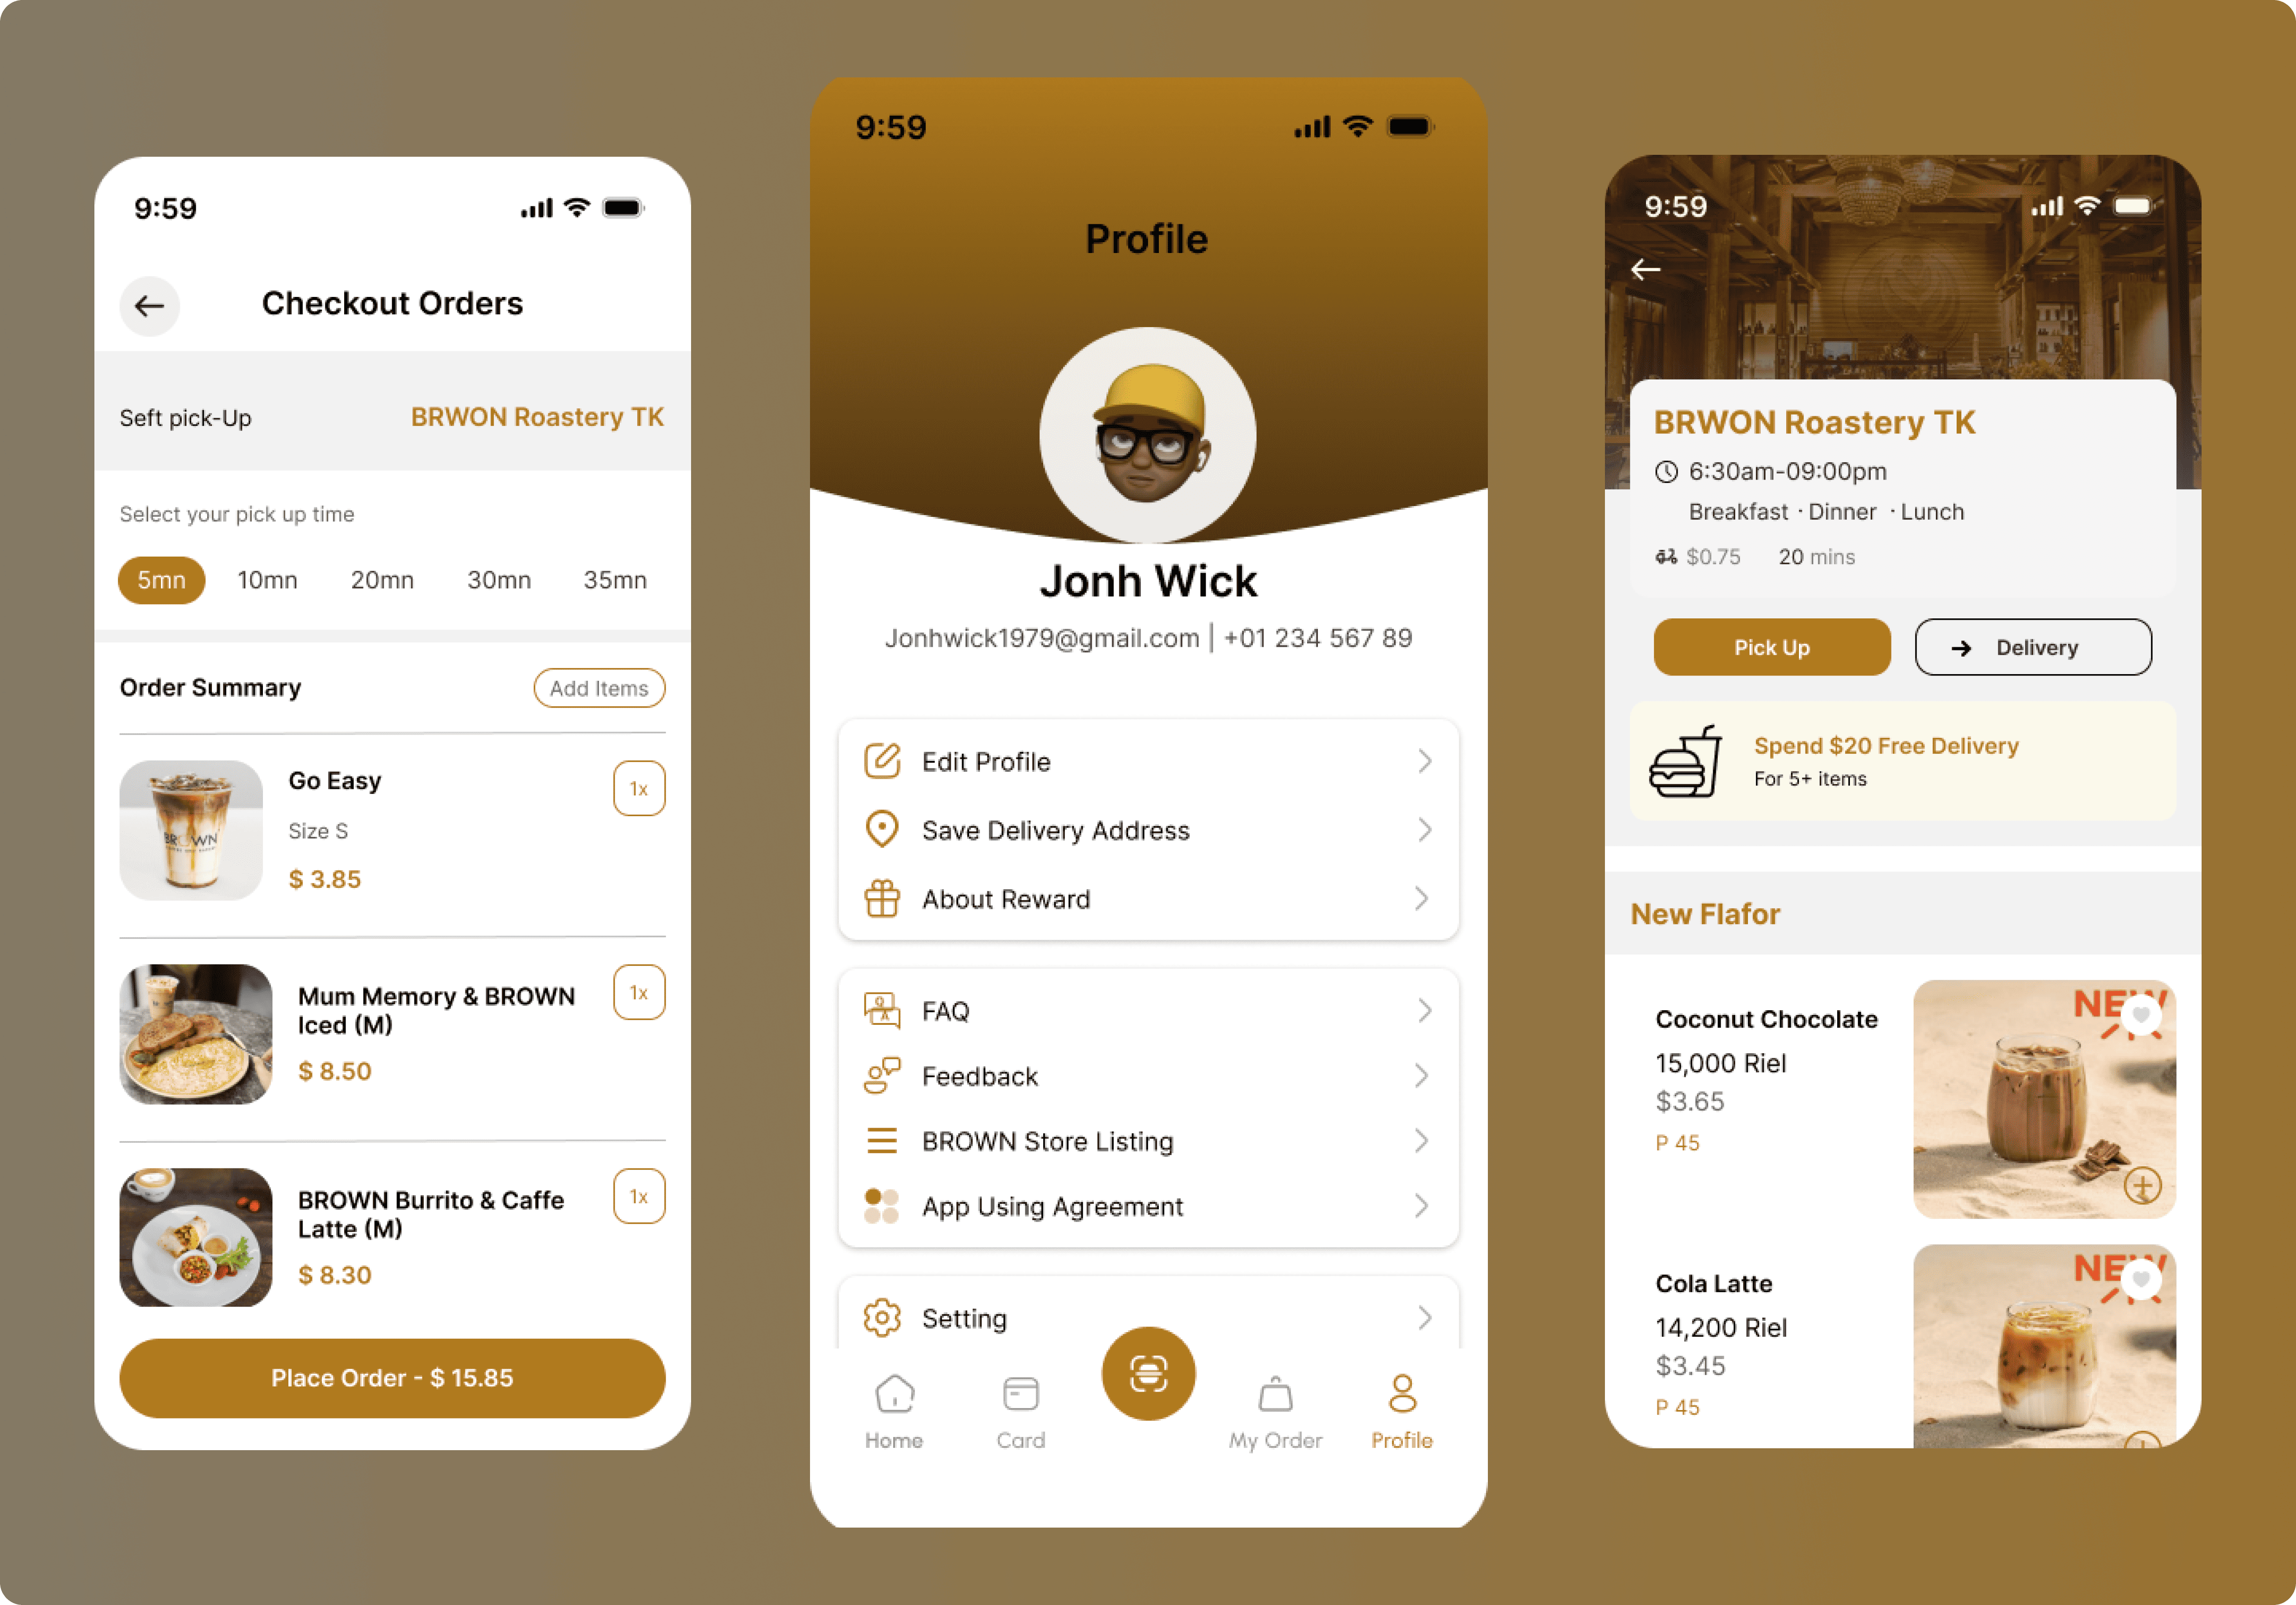 9:59
Checkout Orders
Seft pick-Up
BRWON Roastery TK
Select your pick up time
5mn 10mn 20mn 30mn 35mn
Order Summary
Add Items
BROWN
Go Easy
1x
Size S
$ 3.85
Mum Memory & BROWN
Iced (M)
1x
$ 8.50
BROWN Burrito & Caffe
Latte (M)
1x
$ 8.30
Place Order - $ 15.85
9:59
Profile
Jonh Wick
Jonhwick1979@gmail.com | +01 234 567 89
Edit Profile
Save Delivery Address
About Reward
Q
A
FAQ
Feedback
BROWN Store Listing
App Using Agreement
Setting
Home
Card
My Order
Profile
9:59
BRWON Roastery TK
6:30am-09:00pm
Breakfast · Dinner · Lunch
$0.75 20 mins
Pick Up
Delivery
Spend $20 Free Delivery
For 5+ items
New Flafor
Coconut Chocolate
15,000 Riel
$3.65
P 45
NEW
Cola Latte
14,200 Riel
$3.45
P 45
NEW